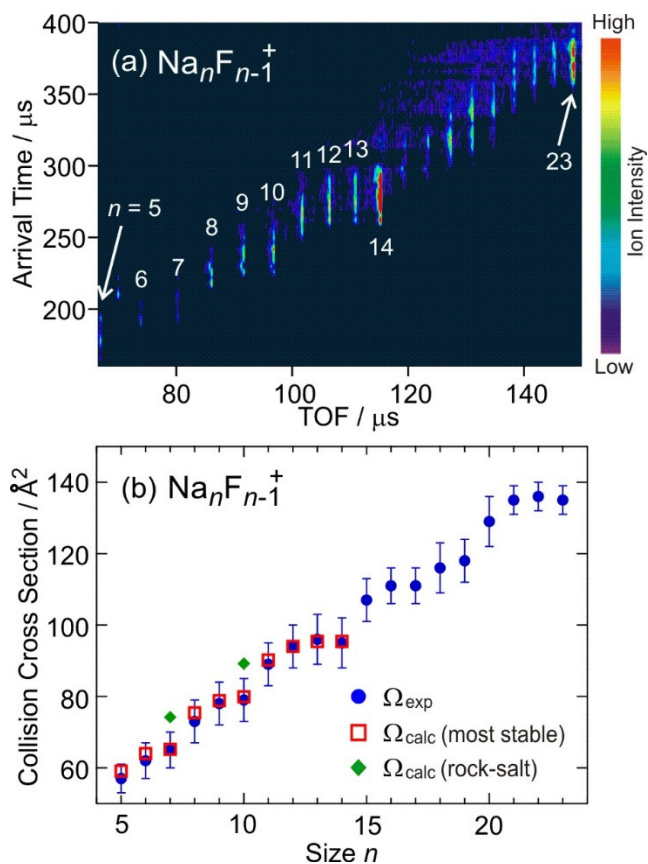 400
350
300
250
200
Arrival Time / μs
(a) NaₙFₙ₋₁⁺
n = 5
6
7
8
9
10
11
12
13
14
23
80
100
120
140
TOF / μs
High
Ion Intensity
Low
(b) NaₙFₙ₋₁⁺
140
120
100
80
60
Collision Cross Section / Å²
Ωexp
Ωcalc (most stable)
Ωcalc (rock-salt)
5
10
15
20
Size n